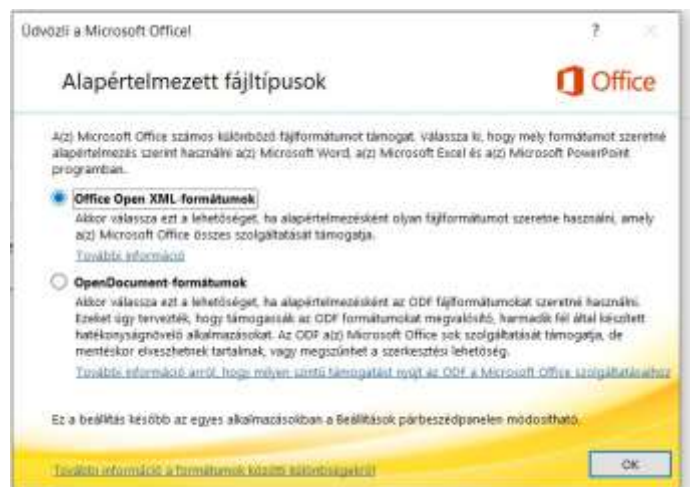 Üdvözli a Microsoft Office!
?
Alapértelmezett fájltípusok
Office
A(z) Microsoft Office számos különböző fájlformátumot támogat. Válassza ki, hogy mely formátumot szeretné
alapértelmezés szerint használni a(z) Microsoft Word, a(z) Microsoft Excel és a(z) Microsoft PowerPoint
programban.
Office Open XML-formátumok
Akkor válassza ezt a lehetőséget, ha alapértelmezésként olyan fájlformátumot szeretne használni, amely
a(z) Microsoft Office összes szolgáltatását támogatja.
További információ
OpenDocument-formátumok
Akkor válassza ezt a lehetőséget, ha alapértelmezésként az ODF fájlformátumokat szeretné használni.
Ezeket úgy tervezték, hogy támogassák az ODF formátumokat megvalósító, harmadik fél által készített
hatékonyságnövelő alkalmazásokat. Az ODF a(z) Microsoft Office sok szolgáltatását támogatja, de
mentéskor elveszhetnek tartalmak, vagy megszűnhet a szerkesztési lehetőség.
További információ arról, hogy milyen szintű támogatást nyújt az ODF a Microsoft Office szolgáltatásaihoz
Ez a beállítás később az egyes alkalmazásokban a Beállítások párbeszédpanelen módosítható.
További információ a formátumok közötti különbségekről
OK